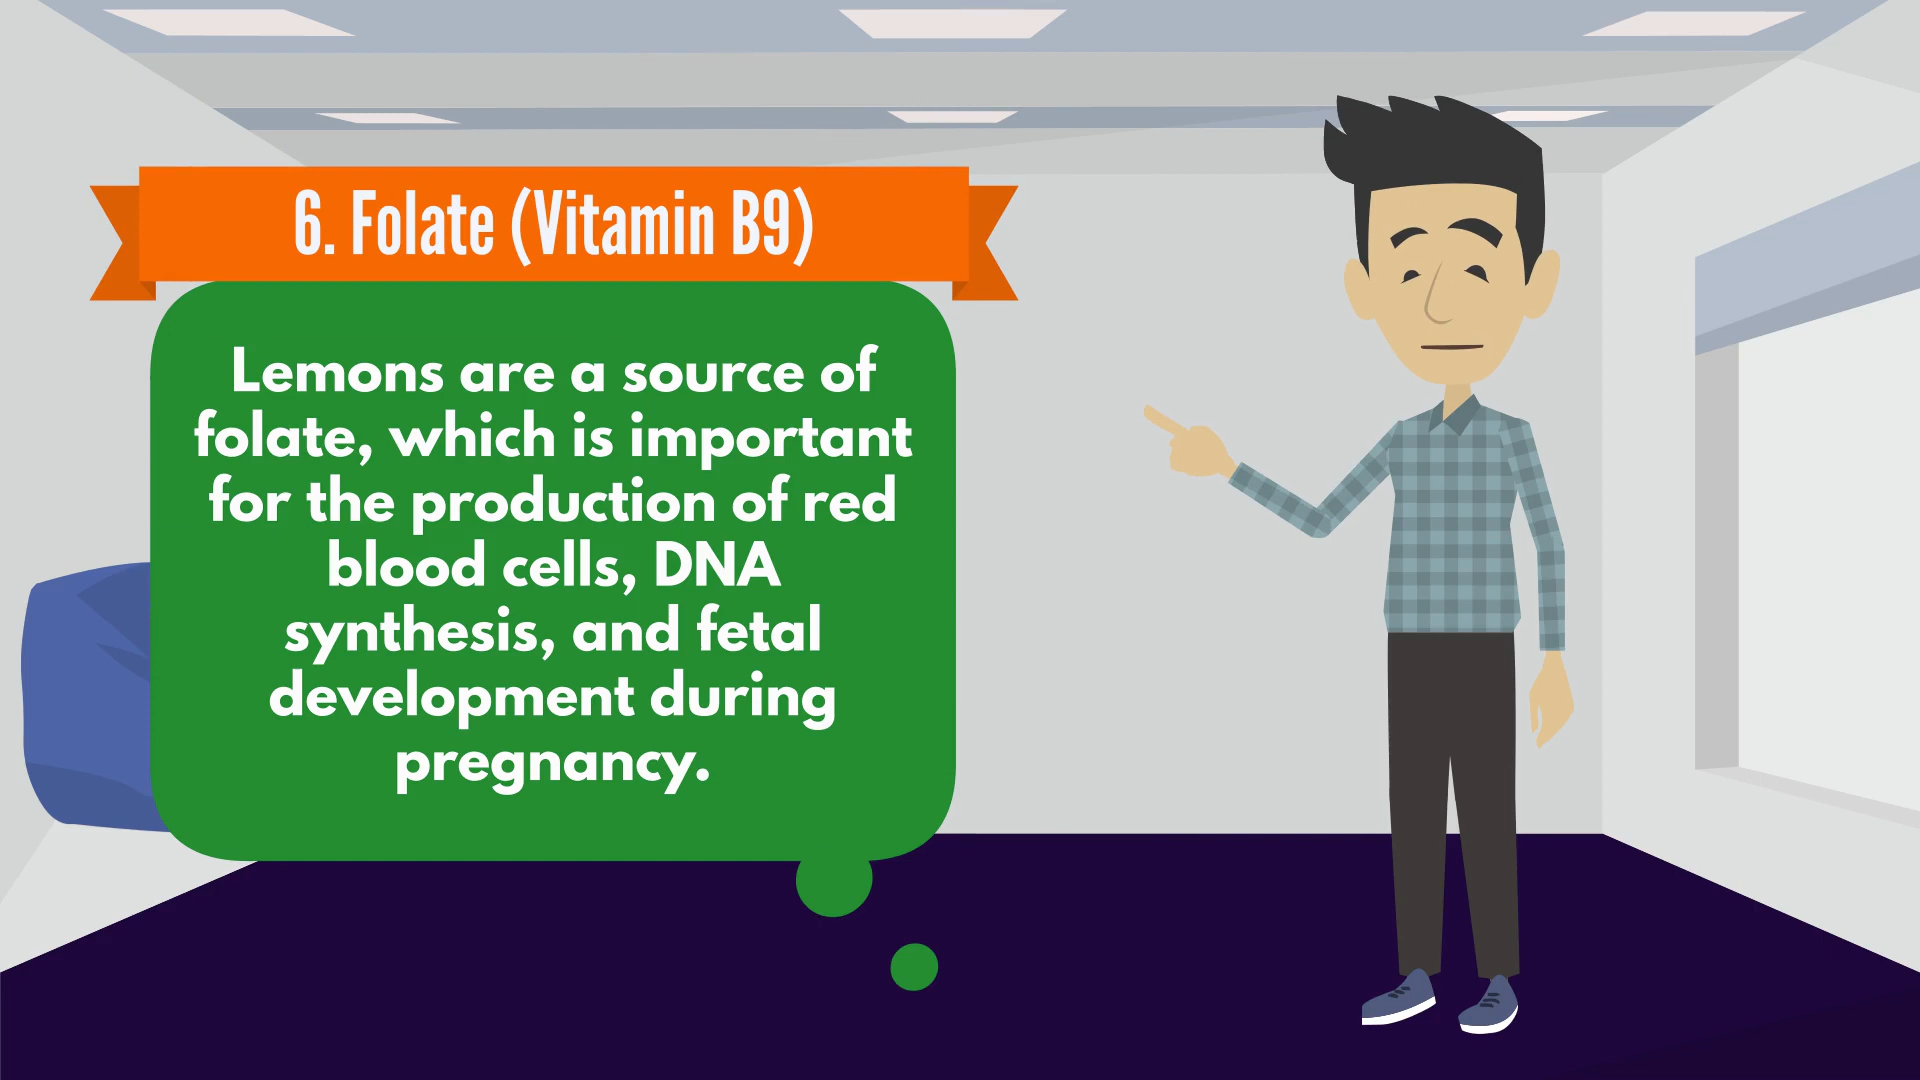 6. Folate (Vitamin B9)
Lemons are a source of
folate, which is important
for the production of red
blood cells, DNA
synthesis, and fetal
development during
pregnancy.